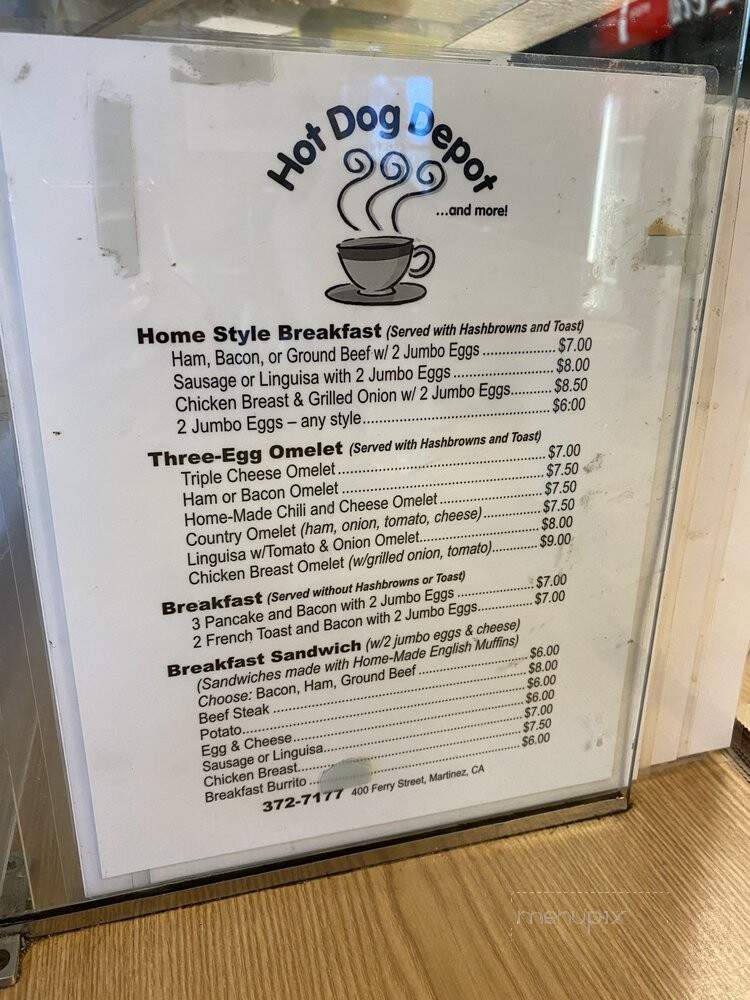 Hot Dog Depot
...and more!
Home Style Breakfast (Served with Hashbrowns and Toast)
Ham, Bacon, or Ground Beef w/ 2 Jumbo Eggs .................. $7.00
Sausage or Linguisa with 2 Jumbo Eggs ......................... $8.00
Chicken Breast & Grilled Onion w/ 2 Jumbo Eggs.......... $8.50
2 Jumbo Eggs – any style................................................ $6:00
Three-Egg Omelet (Served with Hashbrowns and Toast)
Triple Cheese Omelet ..................................................... $7.00
Ham or Bacon Omelet ..................................................... $7.50
Home-Made Chili and Cheese Omelet .......................... $7.50
Country Omelet (ham, onion, tomato, cheese) ............... $7.50
Linguisa w/Tomato & Onion Omelet............................... $8.00
Chicken Breast Omelet (w/grilled onion, tomato)........... $9.00
Breakfast (Served without Hashbrowns or Toast)
3 Pancake and Bacon with 2 Jumbo Eggs .................... $7.00
2 French Toast and Bacon with 2 Jumbo Eggs.............. $7.00
Breakfast Sandwich (w/2 jumbo eggs & cheese)
(Sandwiches made with Home-Made English Muffins)
Choose: Bacon, Ham, Ground Beef ............................ $6.00
Beef Steak ................................................................ $8.00
Potato........................................................................ $6.00
Egg & Cheese............................................................ $6.00
Sausage or Linguisa.................................................. $7.00
Chicken Breast.......................................................... $7.50
Breakfast Burrito ....................................................... $6.00
372-7177 400 Ferry Street, Martinez, CA
menupix